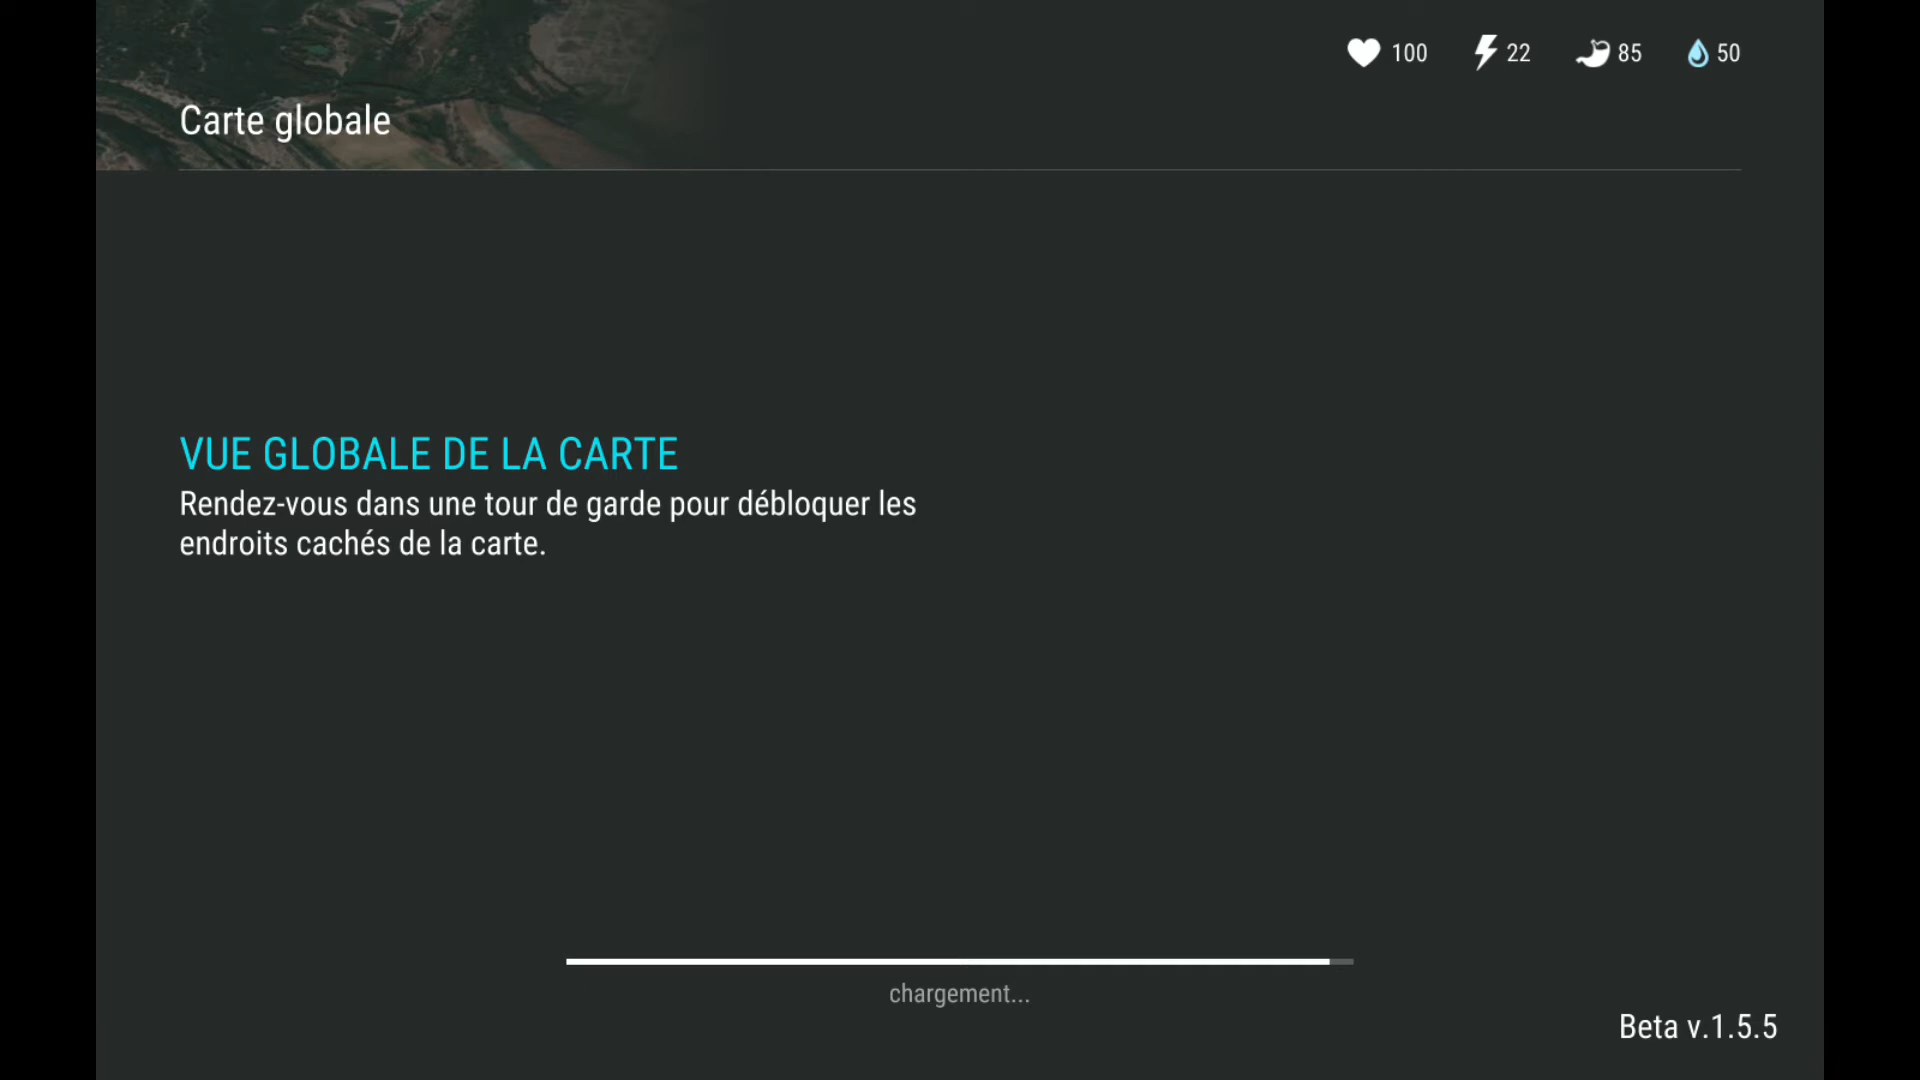 100 22 85 50
Carte globale
VUE GLOBALE DE LA CARTE
Rendez-vous dans une tour de garde pour débloquer les
endroits cachés de la carte.
chargement...
Beta v.1.5.5